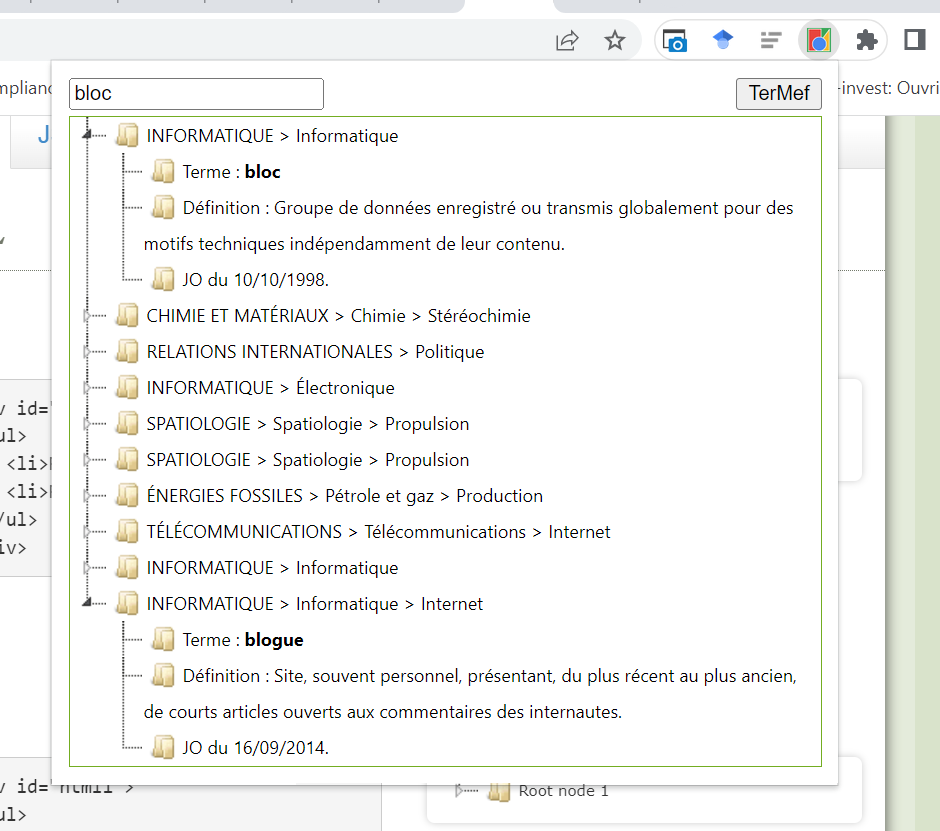 mplianc
-invest: Ouvri
bloc
TerMef
J
INFORMATIQUE > Informatique
Terme : bloc
Définition : Groupe de données enregistré ou transmis globalement pour des
motifs techniques indépendamment de leur contenu.
JO du 10/10/1998.
CHIMIE ET MATÉRIAUX > Chimie > Stéréochimie
RELATIONS INTERNATIONALES > Politique
INFORMATIQUE > Électronique
v id="
SPATIOLOGIE > Spatiologie > Propulsion
ul>
SPATIOLOGIE > Spatiologie > Propulsion
<li>
ÉNERGIES FOSSILES > Pétrole et gaz > Production
<li>
/ul>
TÉLÉCOMMUNICATIONS > Télécommunications > Internet
iv>
INFORMATIQUE > Informatique
INFORMATIQUE > Informatique > Internet
Terme : blogue
Définition : Site, souvent personnel, présentant, du plus récent au plus ancien,
de courts articles ouverts aux commentaires des internautes.
JO du 16/09/2014.
v id="html1">
Root node 1
ul>